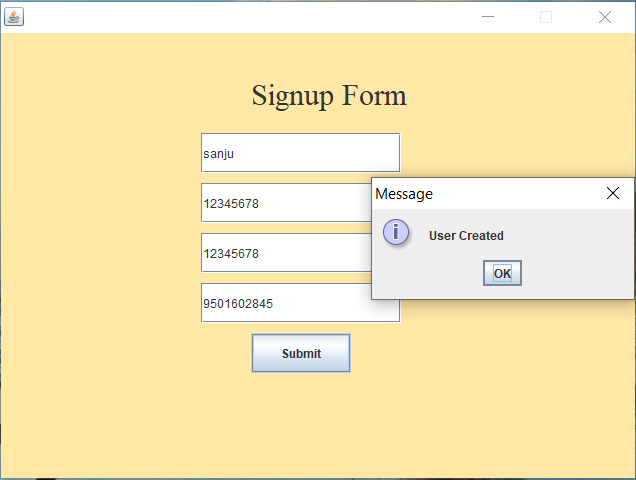 Signup Form
sanju
12345678
12345678
9501602845
Submit
Message
i
User Created
OK